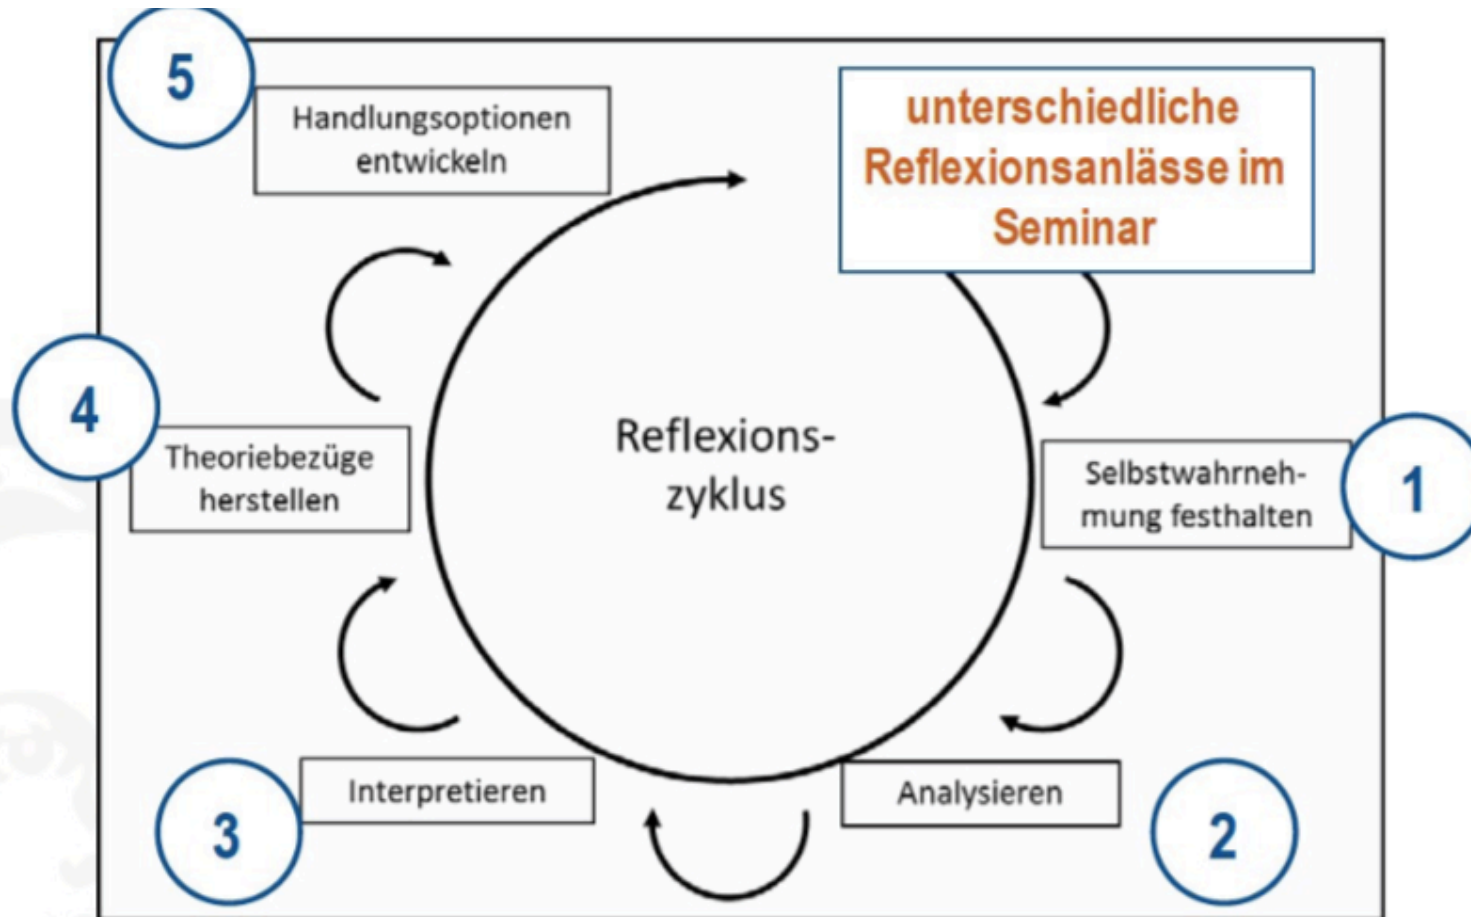 5
Handlungsoptionen
entwickeln
unterschiedliche
Reflexionsanlässe im
Seminar
4
Theoriebezüge
herstellen
Reflexions-
zyklus
Selbstwahrneh-
mung festhalten
1
3
Interpretieren
Analysieren
2